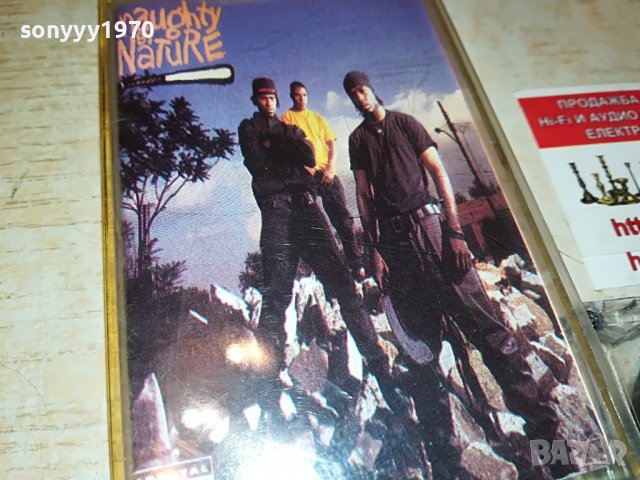 sonyyy1970
naughty
by
NATURE
ПРОДАЖБА
Hi-Fi И АУДИО
ЕЛЕКТР
htt
h
BAZAR